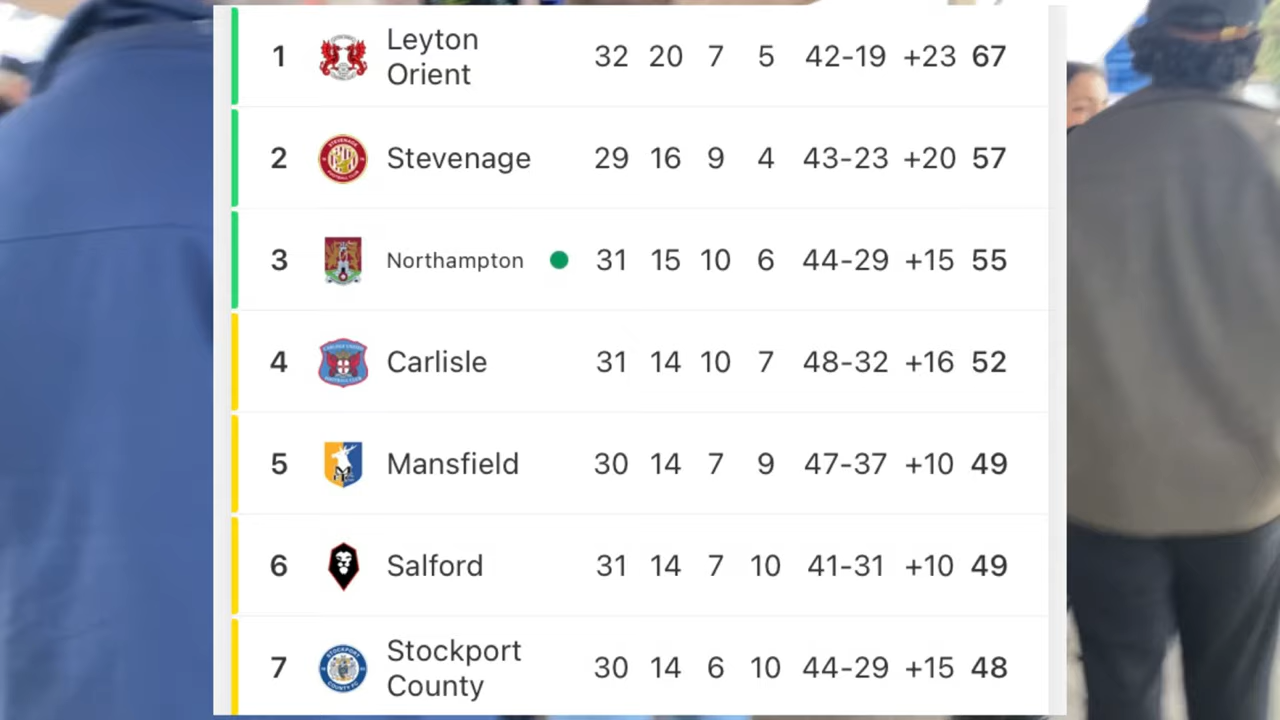 1 Leyton Orient 32 20 7 5 42-19 +23 67
2 Stevenage 29 16 9 4 43-23 +20 57
3 Northampton 31 15 10 6 44-29 +15 55
4 Carlisle 31 14 10 7 48-32 +16 52
5 Mansfield 30 14 7 9 47-37 +10 49
6 Salford 31 14 7 10 41-31 +10 49
7 Stockport County 30 14 6 10 44-29 +15 48